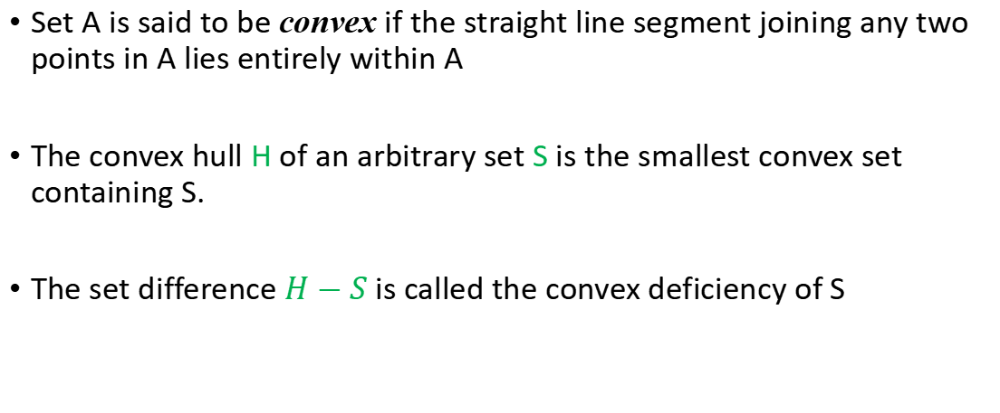 • Set A is said to be convex if the straight line segment joining any two
points in A lies entirely within A
• The convex hull H of an arbitrary set S is the smallest convex set
containing S.
• The set difference H − S is called the convex deficiency of S